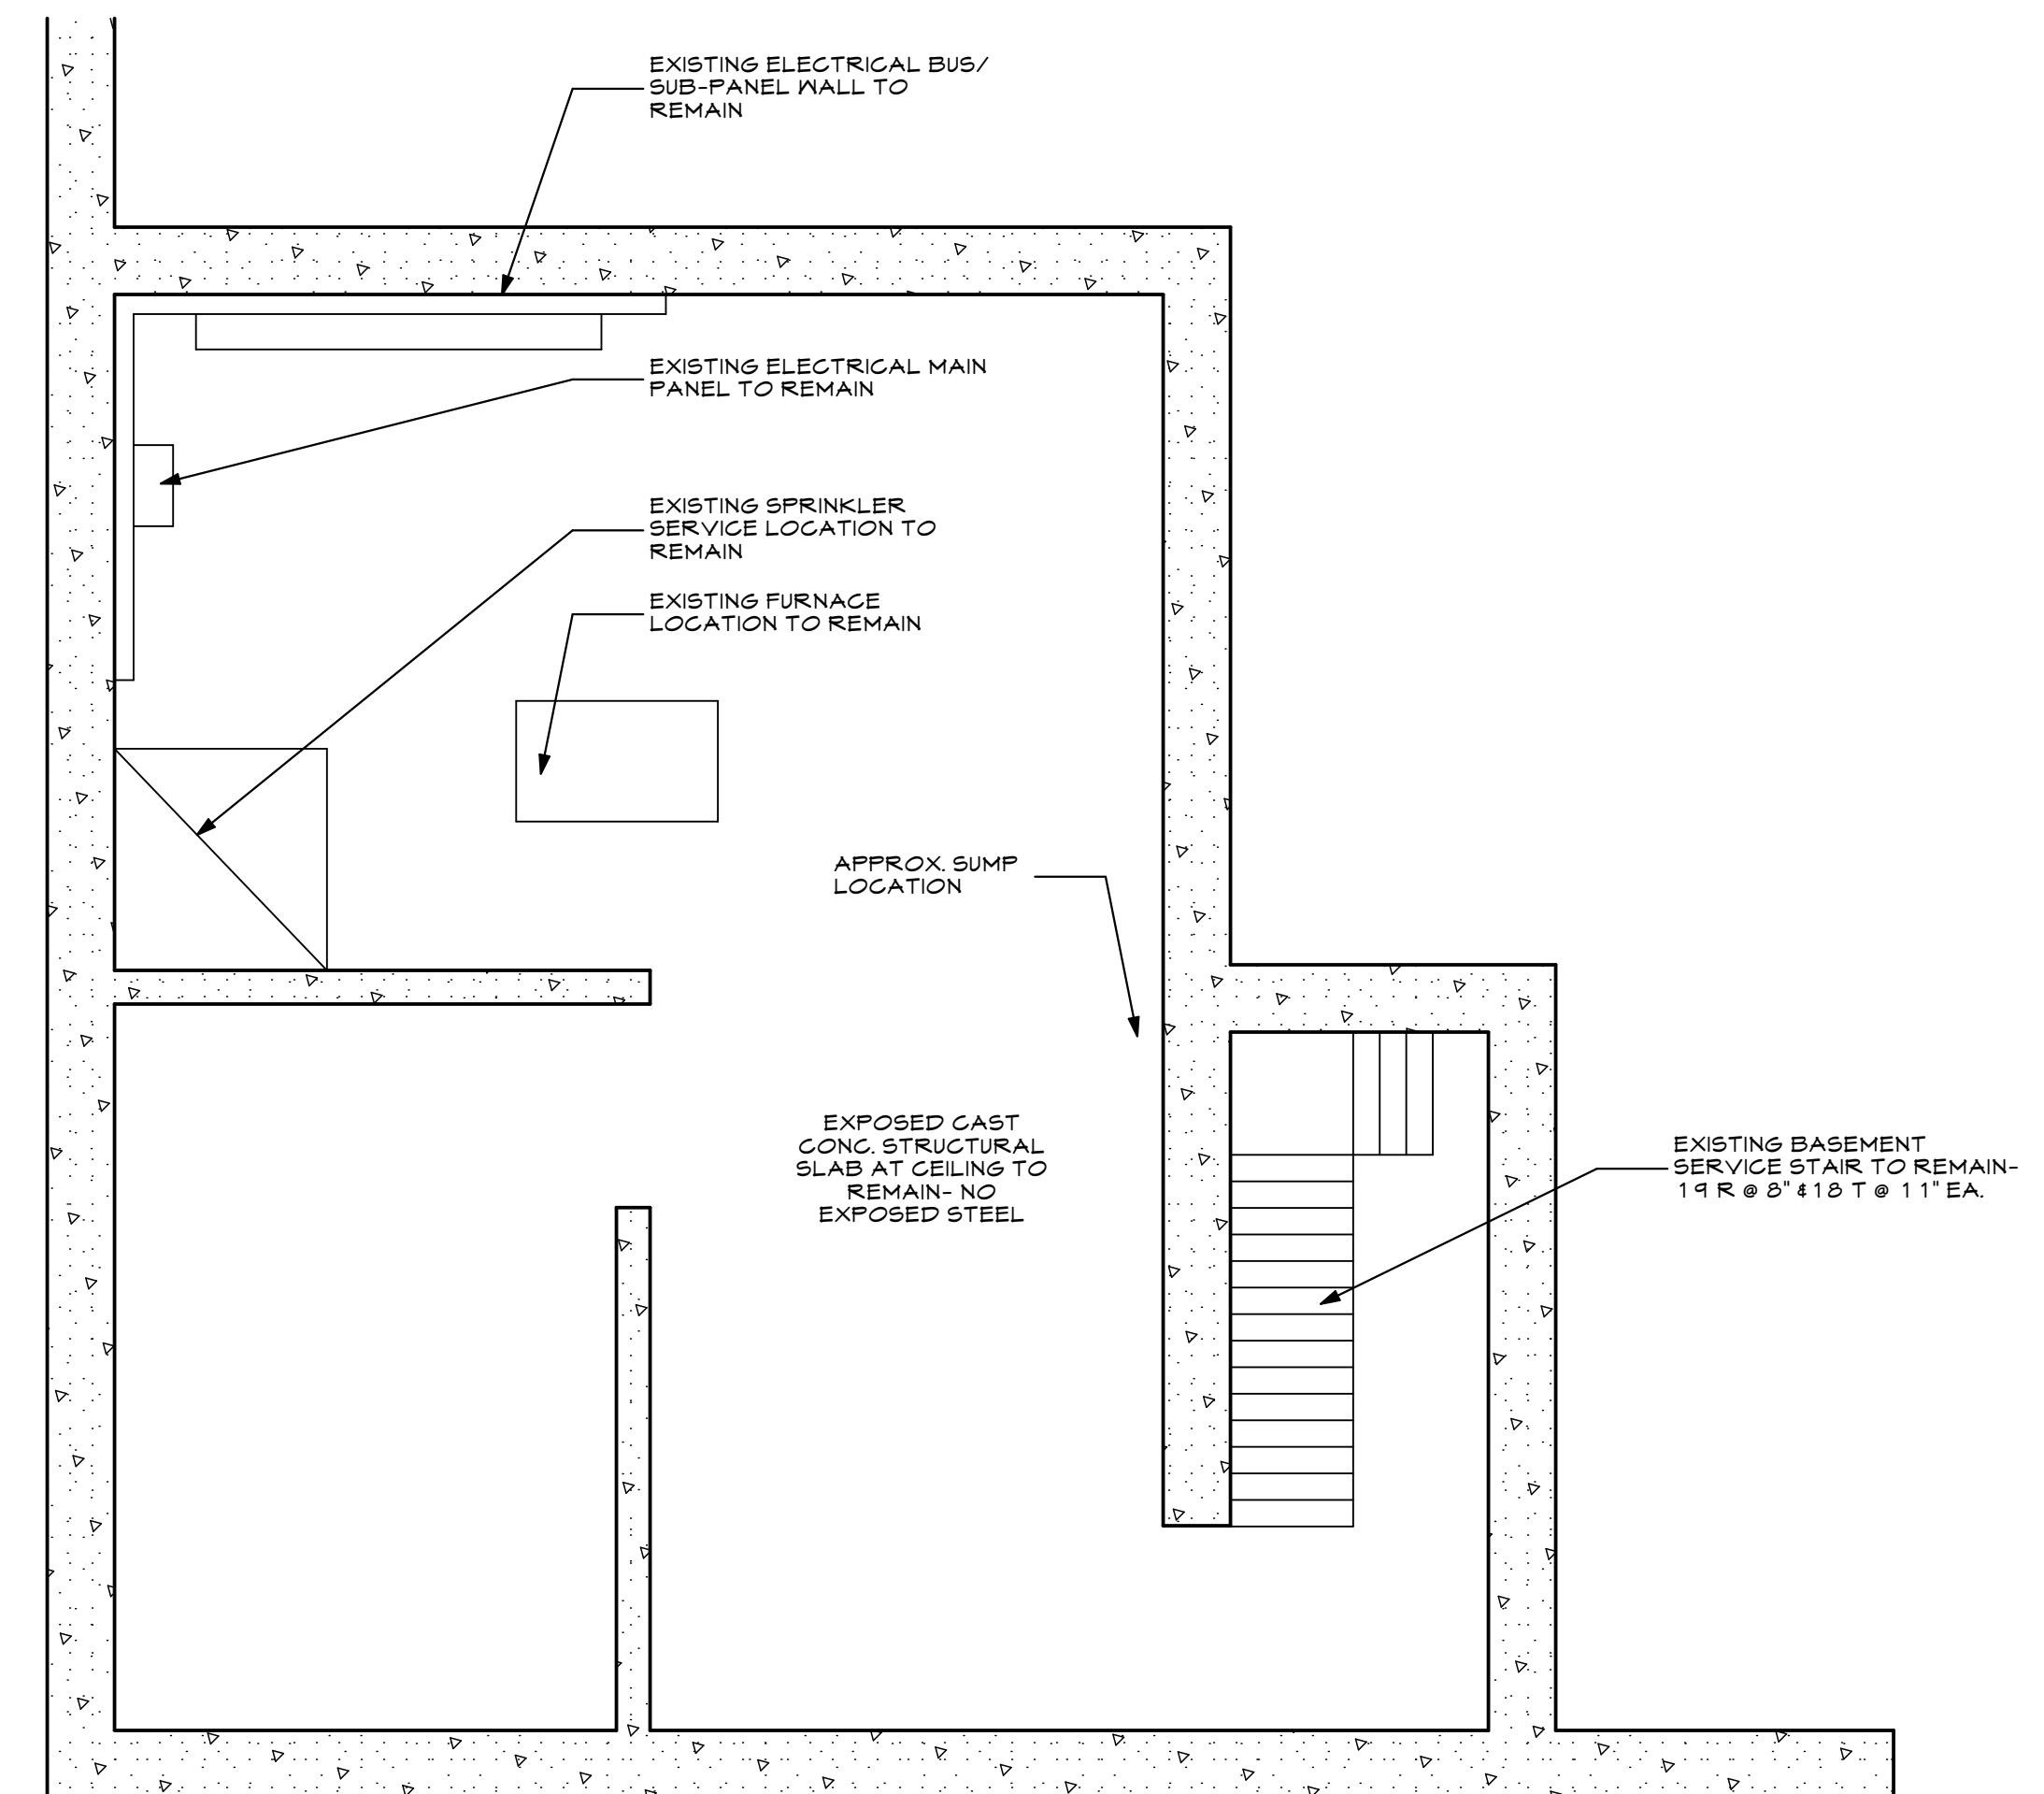 EXISTING ELECTRICAL BUS/
SUB-PANEL WALL TO
REMAIN
EXISTING ELECTRICAL MAIN
PANEL TO REMAIN
EXISTING SPRINKLER
SERVICE LOCATION TO
REMAIN
EXISTING FURNACE
LOCATION TO REMAIN
APPROX. SUMP
LOCATION
EXPOSED CAST
CONC. STRUCTURAL
SLAB AT CEILING TO
REMAIN- NO
EXPOSED STEEL
EXISTING BASEMENT
SERVICE STAIR TO REMAIN-
19 R @ 8" & 18 T @ 11" EA.